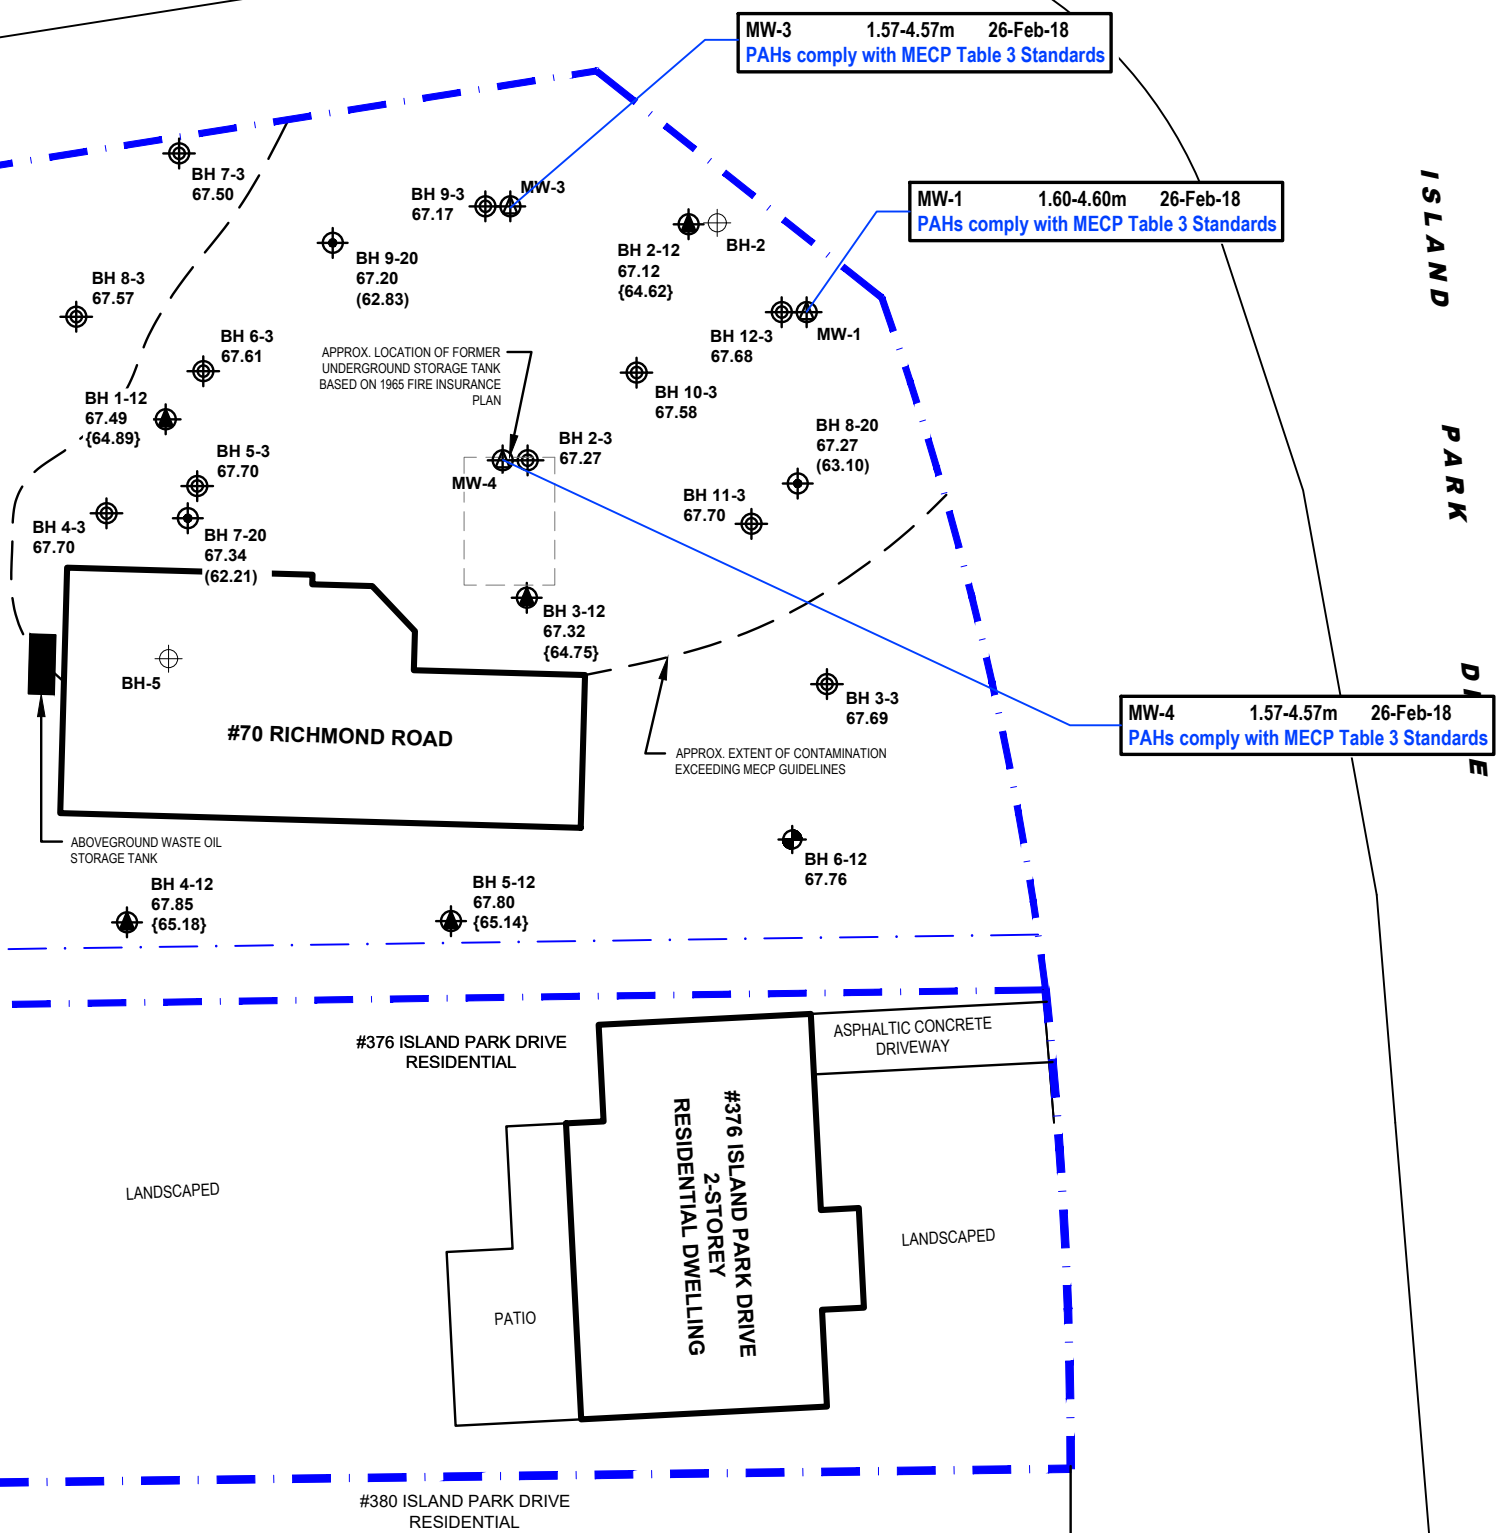 MW-3 1.57-4.57m 26-Feb-18
PAHs comply with MECP Table 3 Standards
MW-1 1.60-4.60m 26-Feb-18
PAHs comply with MECP Table 3 Standards
ISLAND
PARK
BH 7-3
67.50
BH 9-3
67.17
MW-3
BH 9-20
67.20
(62.83)
BH 2-12
67.12
{64.62}
BH-2
BH 8-3
67.57
BH 6-3
67.61
BH 12-3
67.68
MW-1
APPROX. LOCATION OF FORMER
UNDERGROUND STORAGE TANK
BASED ON 1965 FIRE INSURANCE
PLAN
BH 10-3
67.58
BH 1-12
67.49
{64.89}
BH 5-3
67.70
BH 2-3
67.27
MW-4
BH 8-20
67.27
(63.10)
BH 11-3
67.70
BH 4-3
67.70
BH 7-20
67.34
(62.21)
BH 3-12
67.32
{64.75}
BH-5
#70 RICHMOND ROAD
BH 3-3
67.69
MW-4 1.57-4.57m 26-Feb-18
PAHs comply with MECP Table 3 Standards
APPROX. EXTENT OF CONTAMINATION
EXCEEDING MECP GUIDELINES
ABOVEGROUND WASTE OIL
STORAGE TANK
BH 6-12
67.76
BH 4-12
67.85
{65.18}
BH 5-12
67.80
{65.14}
#376 ISLAND PARK DRIVE
RESIDENTIAL
ASPHALTIC CONCRETE
DRIVEWAY
#376 ISLAND PARK DRIVE
2-STOREY
RESIDENTIAL DWELLING
LANDSCAPED
LANDSCAPED
PATIO
#380 ISLAND PARK DRIVE
RESIDENTIAL